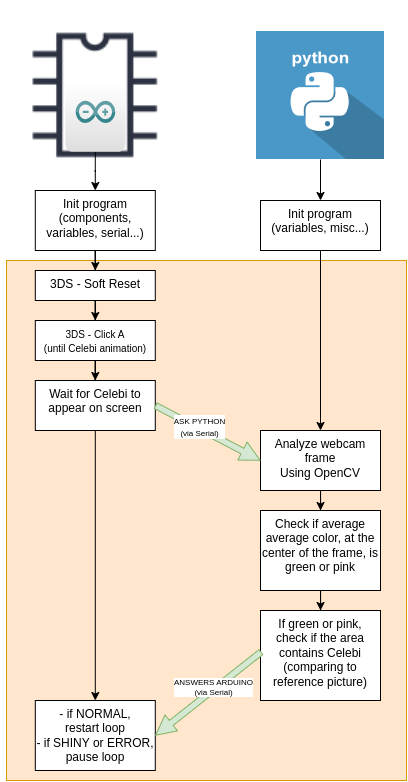 python
Init program
(components,
variables, serial...)
Init program
(variables, misc...)
3DS - Soft Reset
3DS - Click A
(until Celebi animation)
Wait for Celebi to
appear on screen
ASK PYTHON
(via Serial)
Analyze webcam
frame
Using OpenCV
Check if average
average color, at the
center of the frame, is
green or pink
If green or pink,
check if the area
contains Celebi
(comparing to
reference picture)
ANSWERS ARDUINO
(via Serial)
- if NORMAL,
restart loop
- if SHINY or ERROR,
pause loop